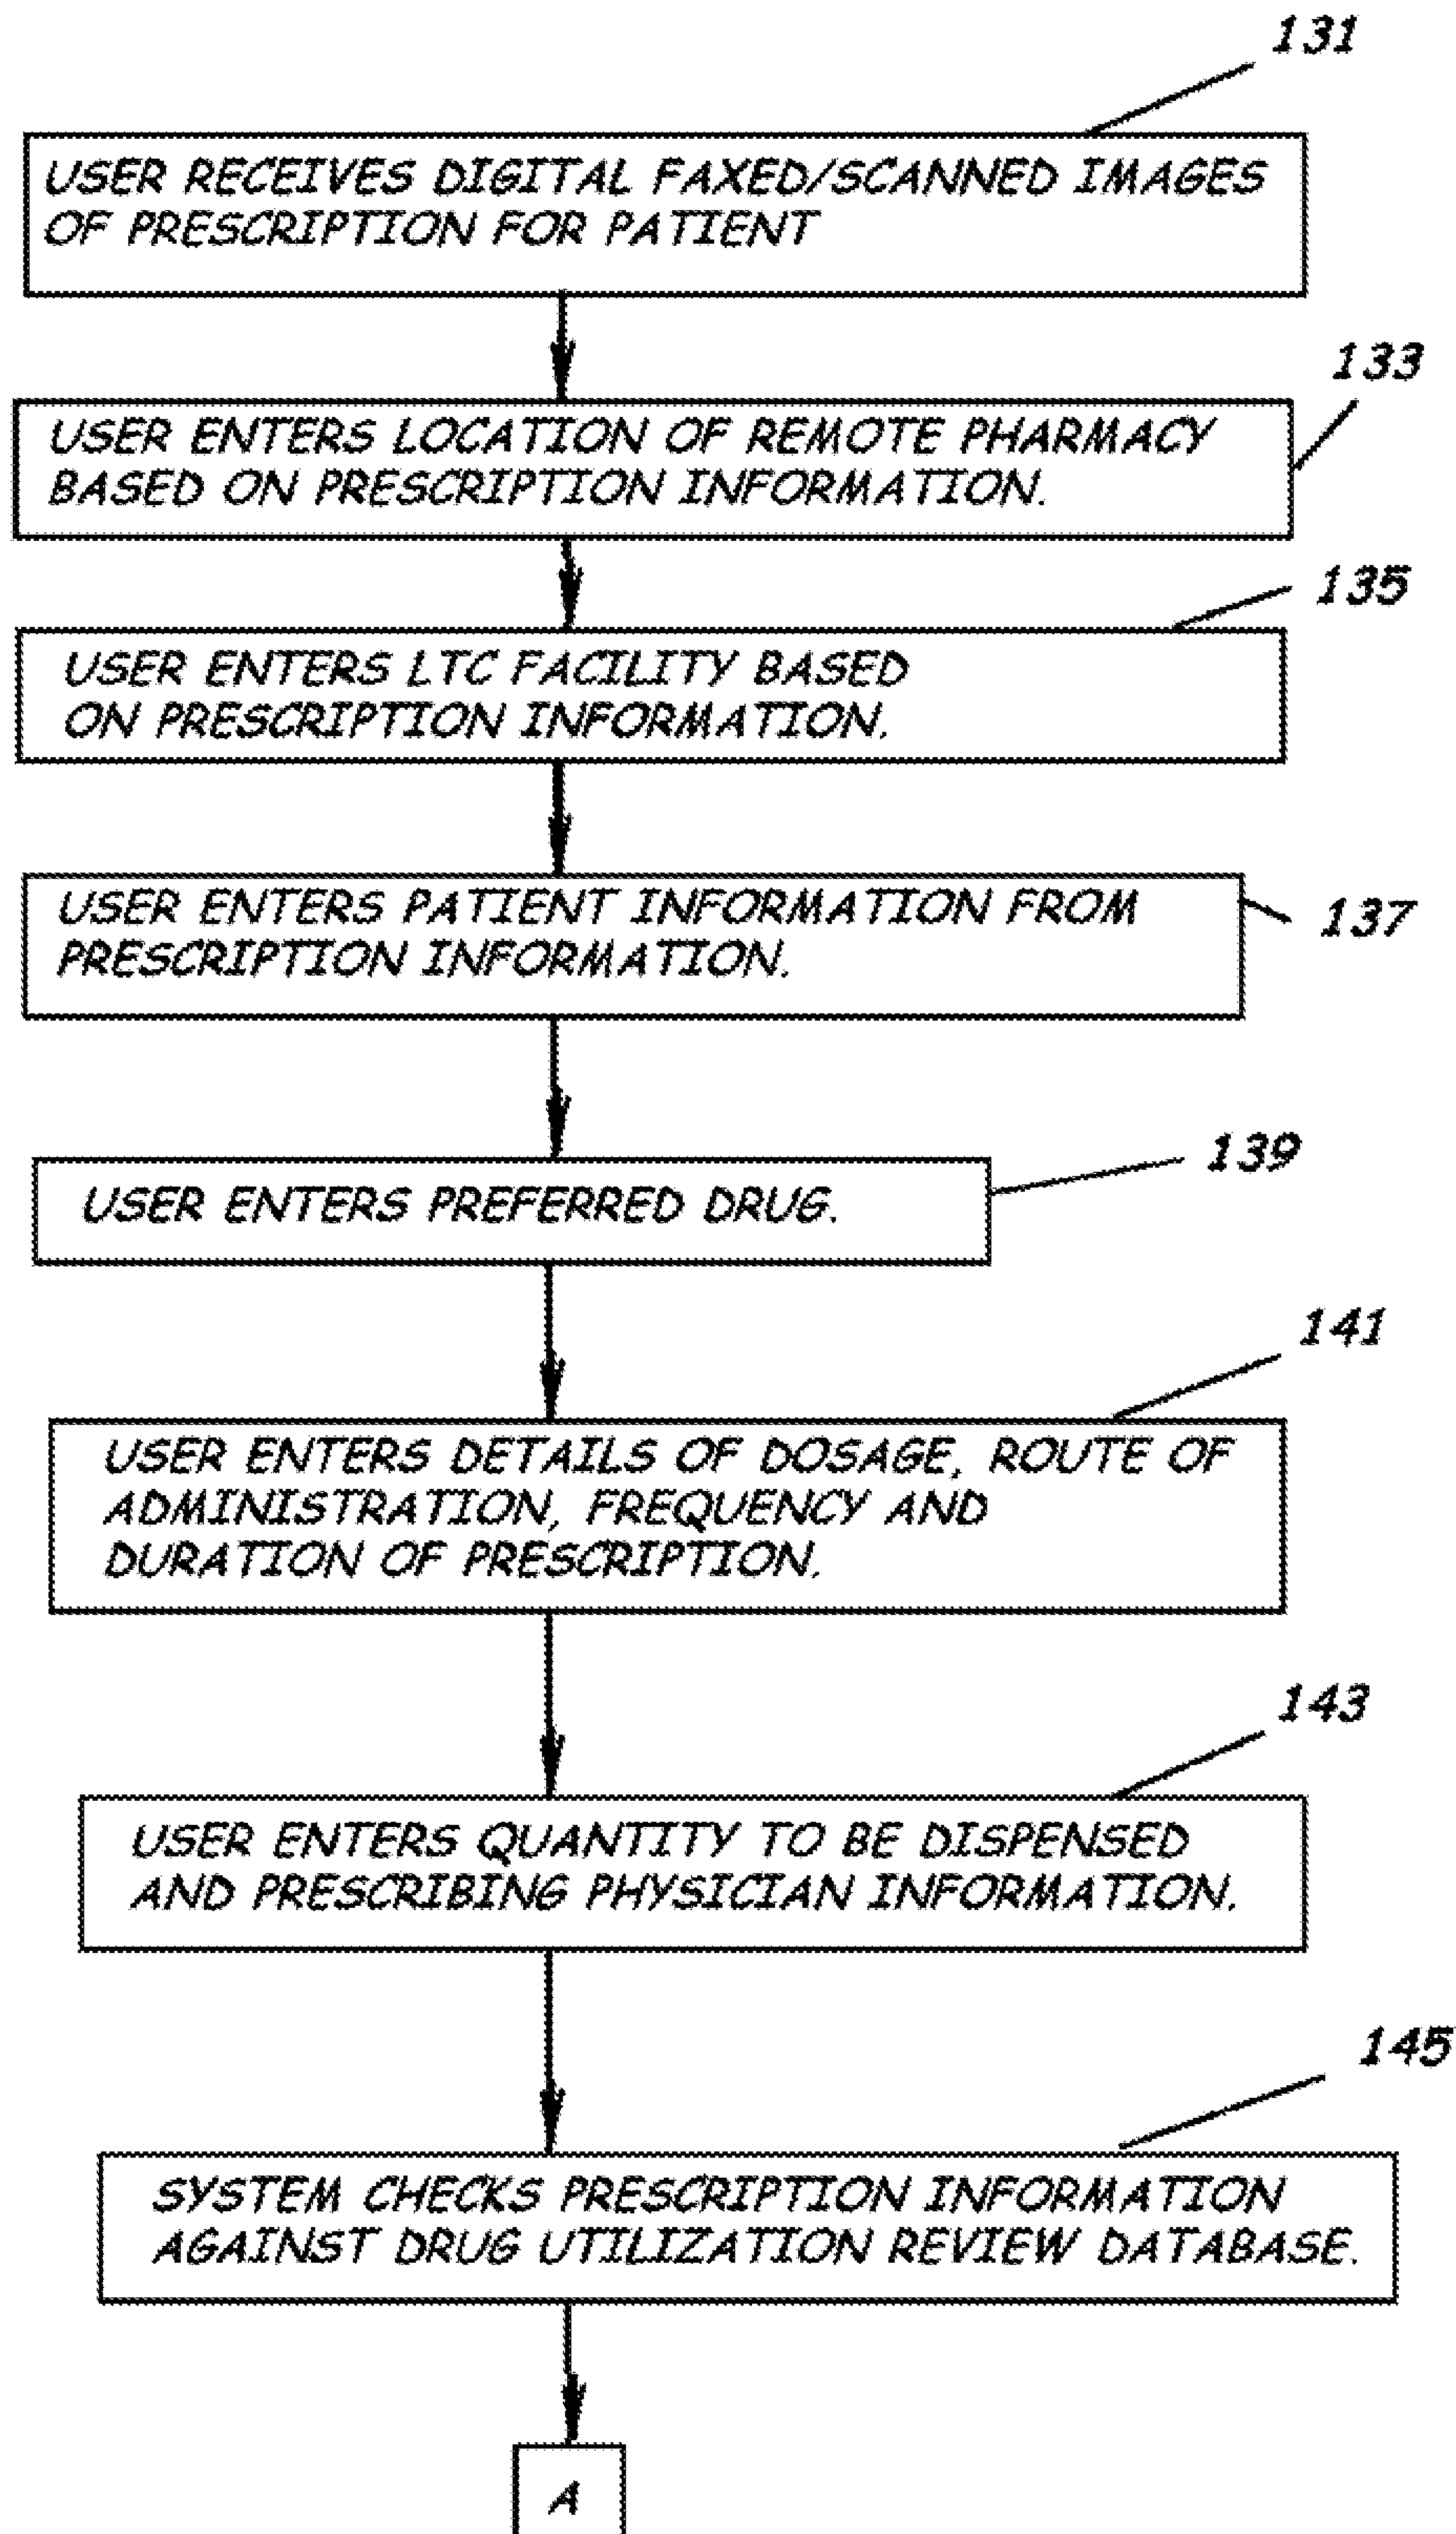 131
USER RECEIVES DIGITAL FAXED/SCANNED IMAGES
OF PRESCRIPTION FOR PATIENT
133
USER ENTERS LOCATION OF REMOTE PHARMACY
BASED ON PRESCRIPTION INFORMATION.
135
USER ENTERS LTC FACILITY BASED
ON PRESCRIPTION INFORMATION.
USER ENTERS PATIENT INFORMATION FROM
137
PRESCRIPTION INFORMATION.
139
USER ENTERS PREFERRED DRUG.
141
USER ENTERS DETAILS OF DOSAGE, ROUTE OF
ADMINISTRATION, FREQUENCY AND
DURATION OF PRESCRIPTION.
143
USER ENTERS QUANTITY TO BE DISPENSED
AND PRESCRIBING PHYSICIAN INFORMATION.
145
SYSTEM CHECKS PRESCRIPTION INFORMATION
AGAINST DRUG UTILIZATION REVIEW DATABASE.
A